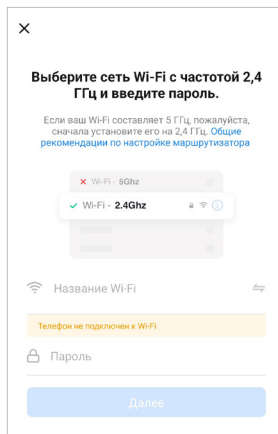 Выберите сеть Wi-Fi с частотой 2,4
ГГц и введите пароль.
Если ваш Wi-Fi составляет 5 ГГц, пожалуйста,
сначала установите его на 2,4 ГГц. Общие
рекомендации по настройке маршрутизатора
Wi-Fi - 5Ghz
Wi-Fi - 2.4Ghz
Название Wi-Fi
Телефон не подключен к Wi-Fi
Пароль
Далее